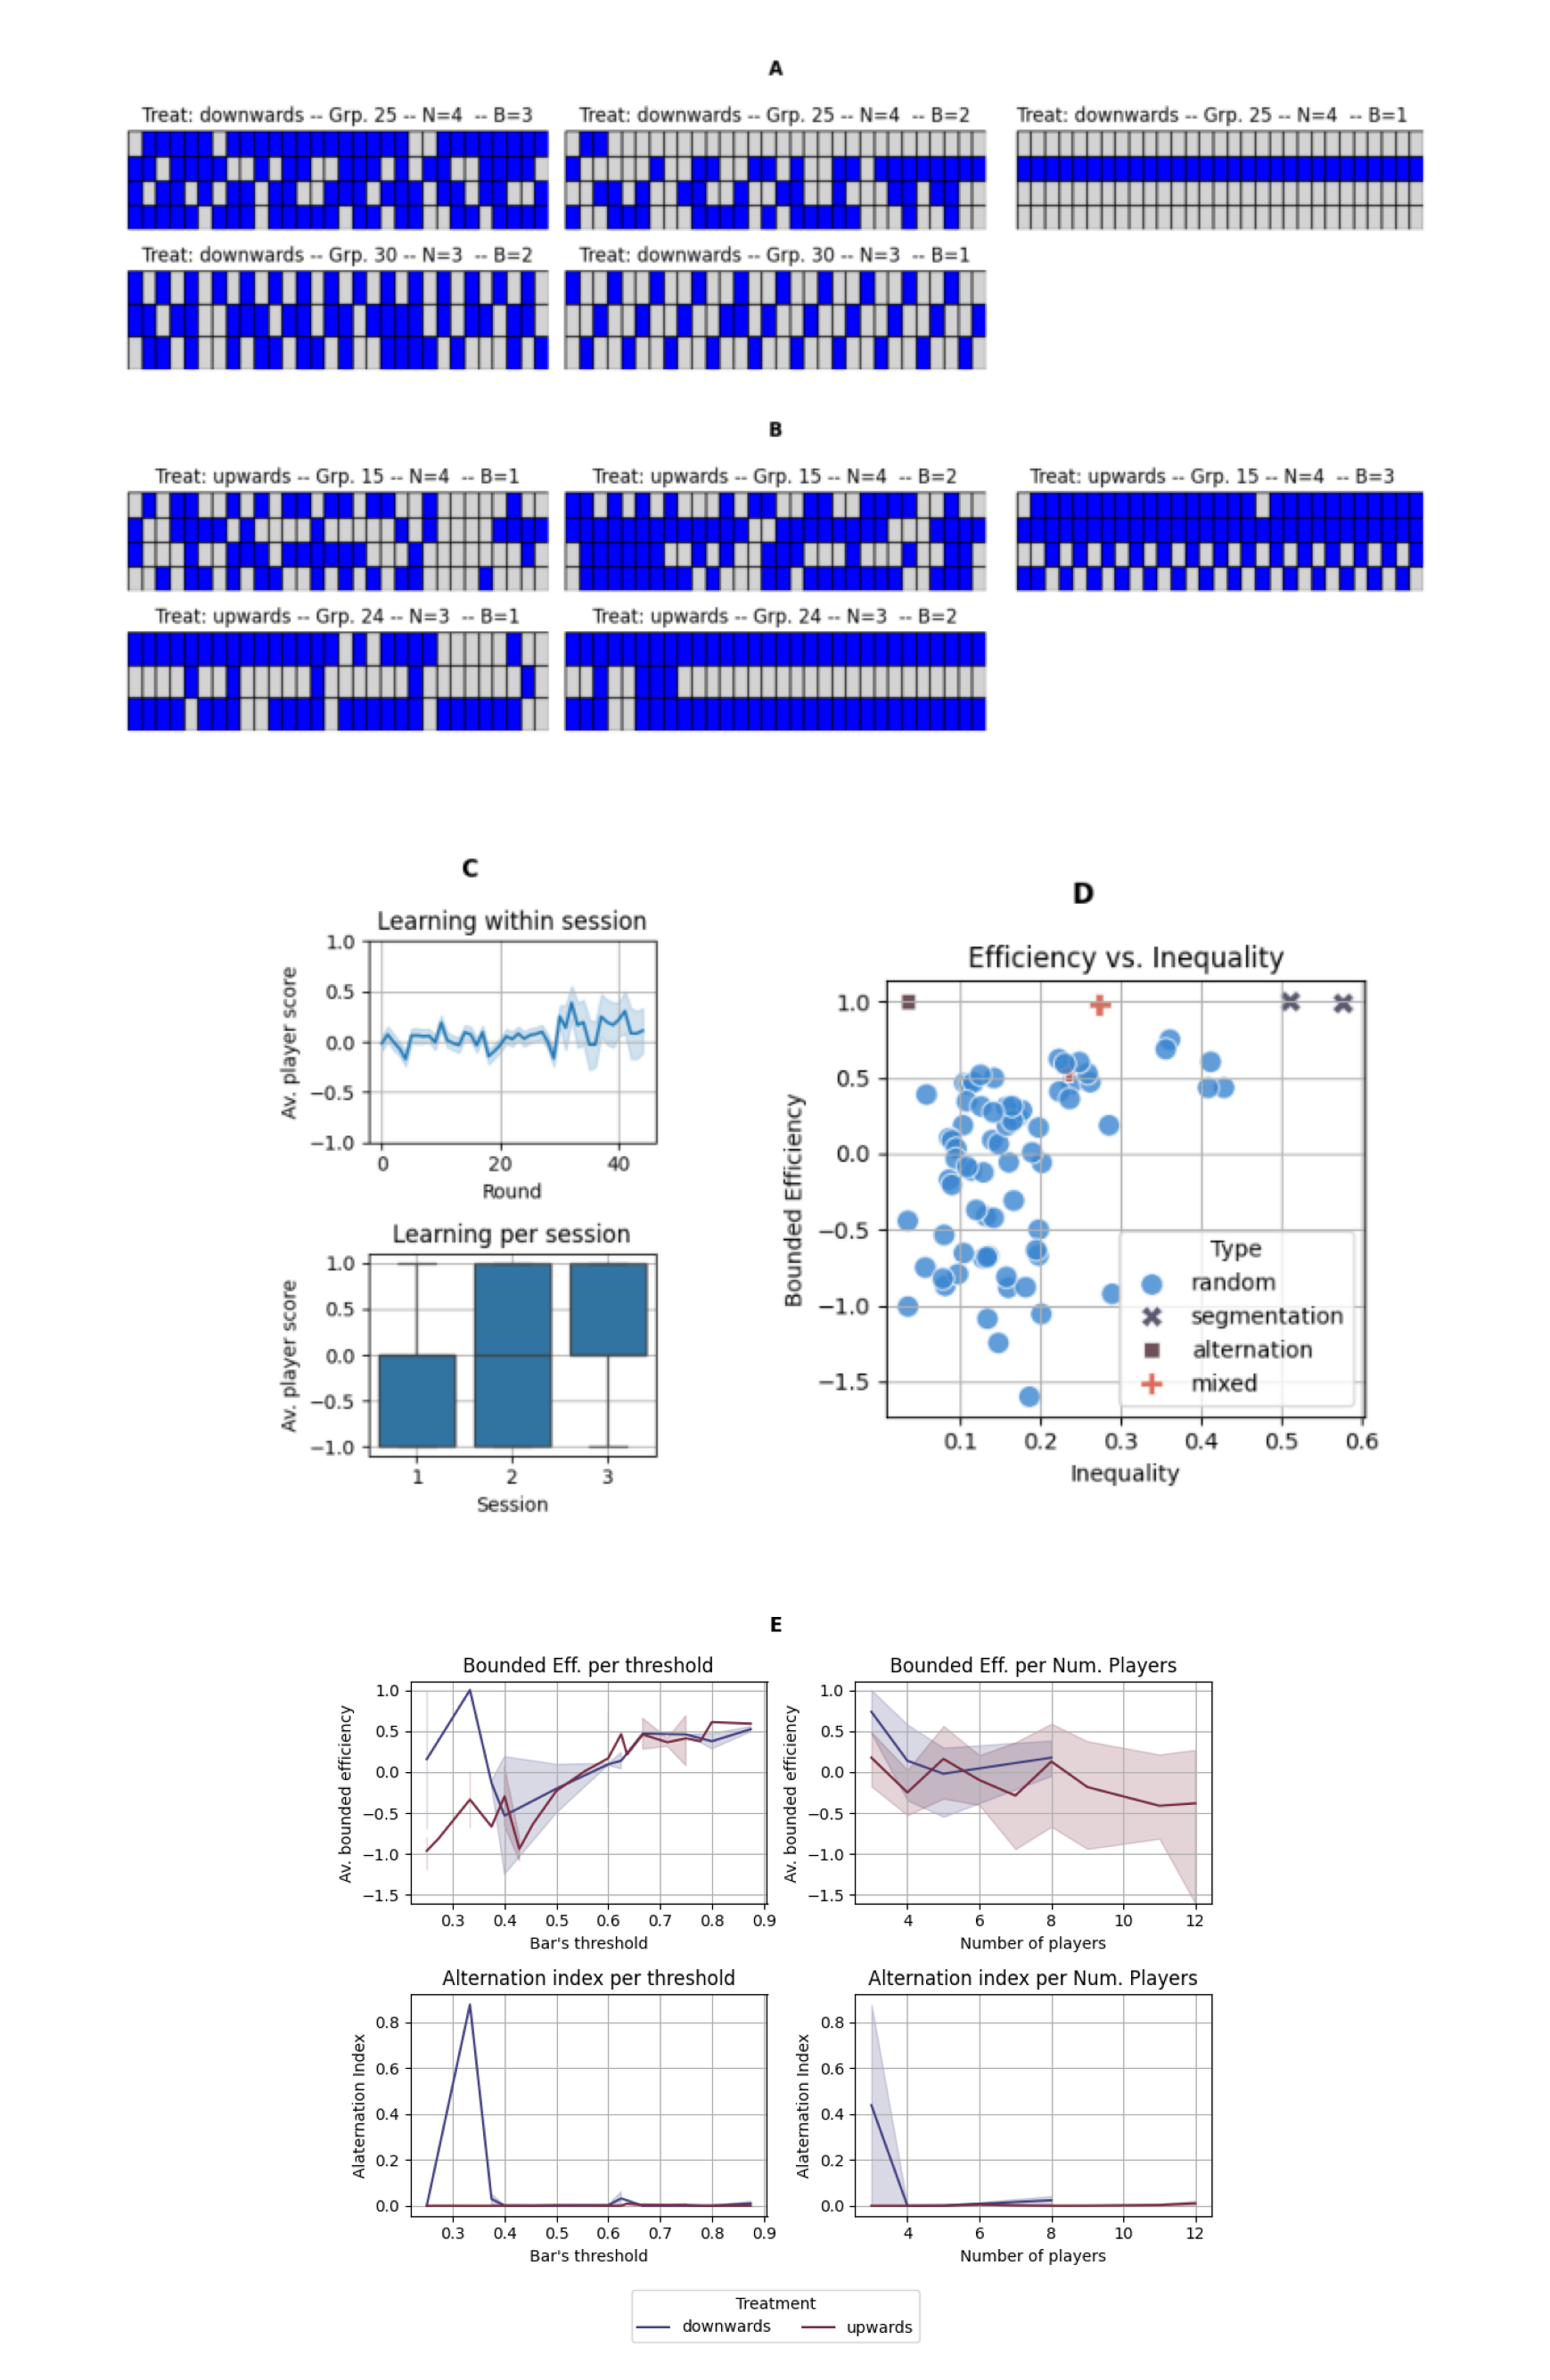 A
Treat: downwards -- Grp. 25 -- N=4 -- B=3
Treat: downwards -- Grp. 25 -- N=4 -- B=2
Treat: downwards -- Grp. 25 -- N=4 -- B=1
Treat: downwards -- Grp. 30 -- N=3 -- B=2
Treat: downwards -- Grp. 30 -- N=3 -- B=1
B
Treat: upwards -- Grp. 15 -- N=4 -- B=1
Treat: upwards -- Grp. 15 -- N=4 -- B=2
Treat: upwards -- Grp. 15 -- N=4 -- B=3
Treat: upwards -- Grp. 24 -- N=3 -- B=1
Treat: upwards -- Grp. 24 -- N=3 -- B=2
C
Learning within session
Av. player score
1.0
0.5
0.0
−0.5
−1.0
0 20 40
Round
Learning per session
Av. player score
1.0
0.5
0.0
−0.5
−1.0
1 2 3
Session
D
Efficiency vs. Inequality
Bounded Efficiency
1.0
0.5
0.0
−0.5
−1.0
−1.5
Type
random
segmentation
alternation
mixed
0.1 0.2 0.3 0.4 0.5 0.6
Inequality
E
Bounded Eff. per threshold
Av. bounded efficiency
1.0
0.5
0.0
−0.5
−1.0
−1.5
0.3 0.4 0.5 0.6 0.7 0.8 0.9
Bar's threshold
Bounded Eff. per Num. Players
Av. bounded efficiency
1.0
0.5
0.0
−0.5
−1.0
−1.5
4 6 8 10 12
Number of players
Alternation index per threshold
Alaternation Index
0.8
0.6
0.4
0.2
0.0
0.3 0.4 0.5 0.6 0.7 0.8 0.9
Bar's threshold
Alternation index per Num. Players
Alaternation Index
0.8
0.6
0.4
0.2
0.0
4 6 8 10 12
Number of players
Treatment
downwards upwards